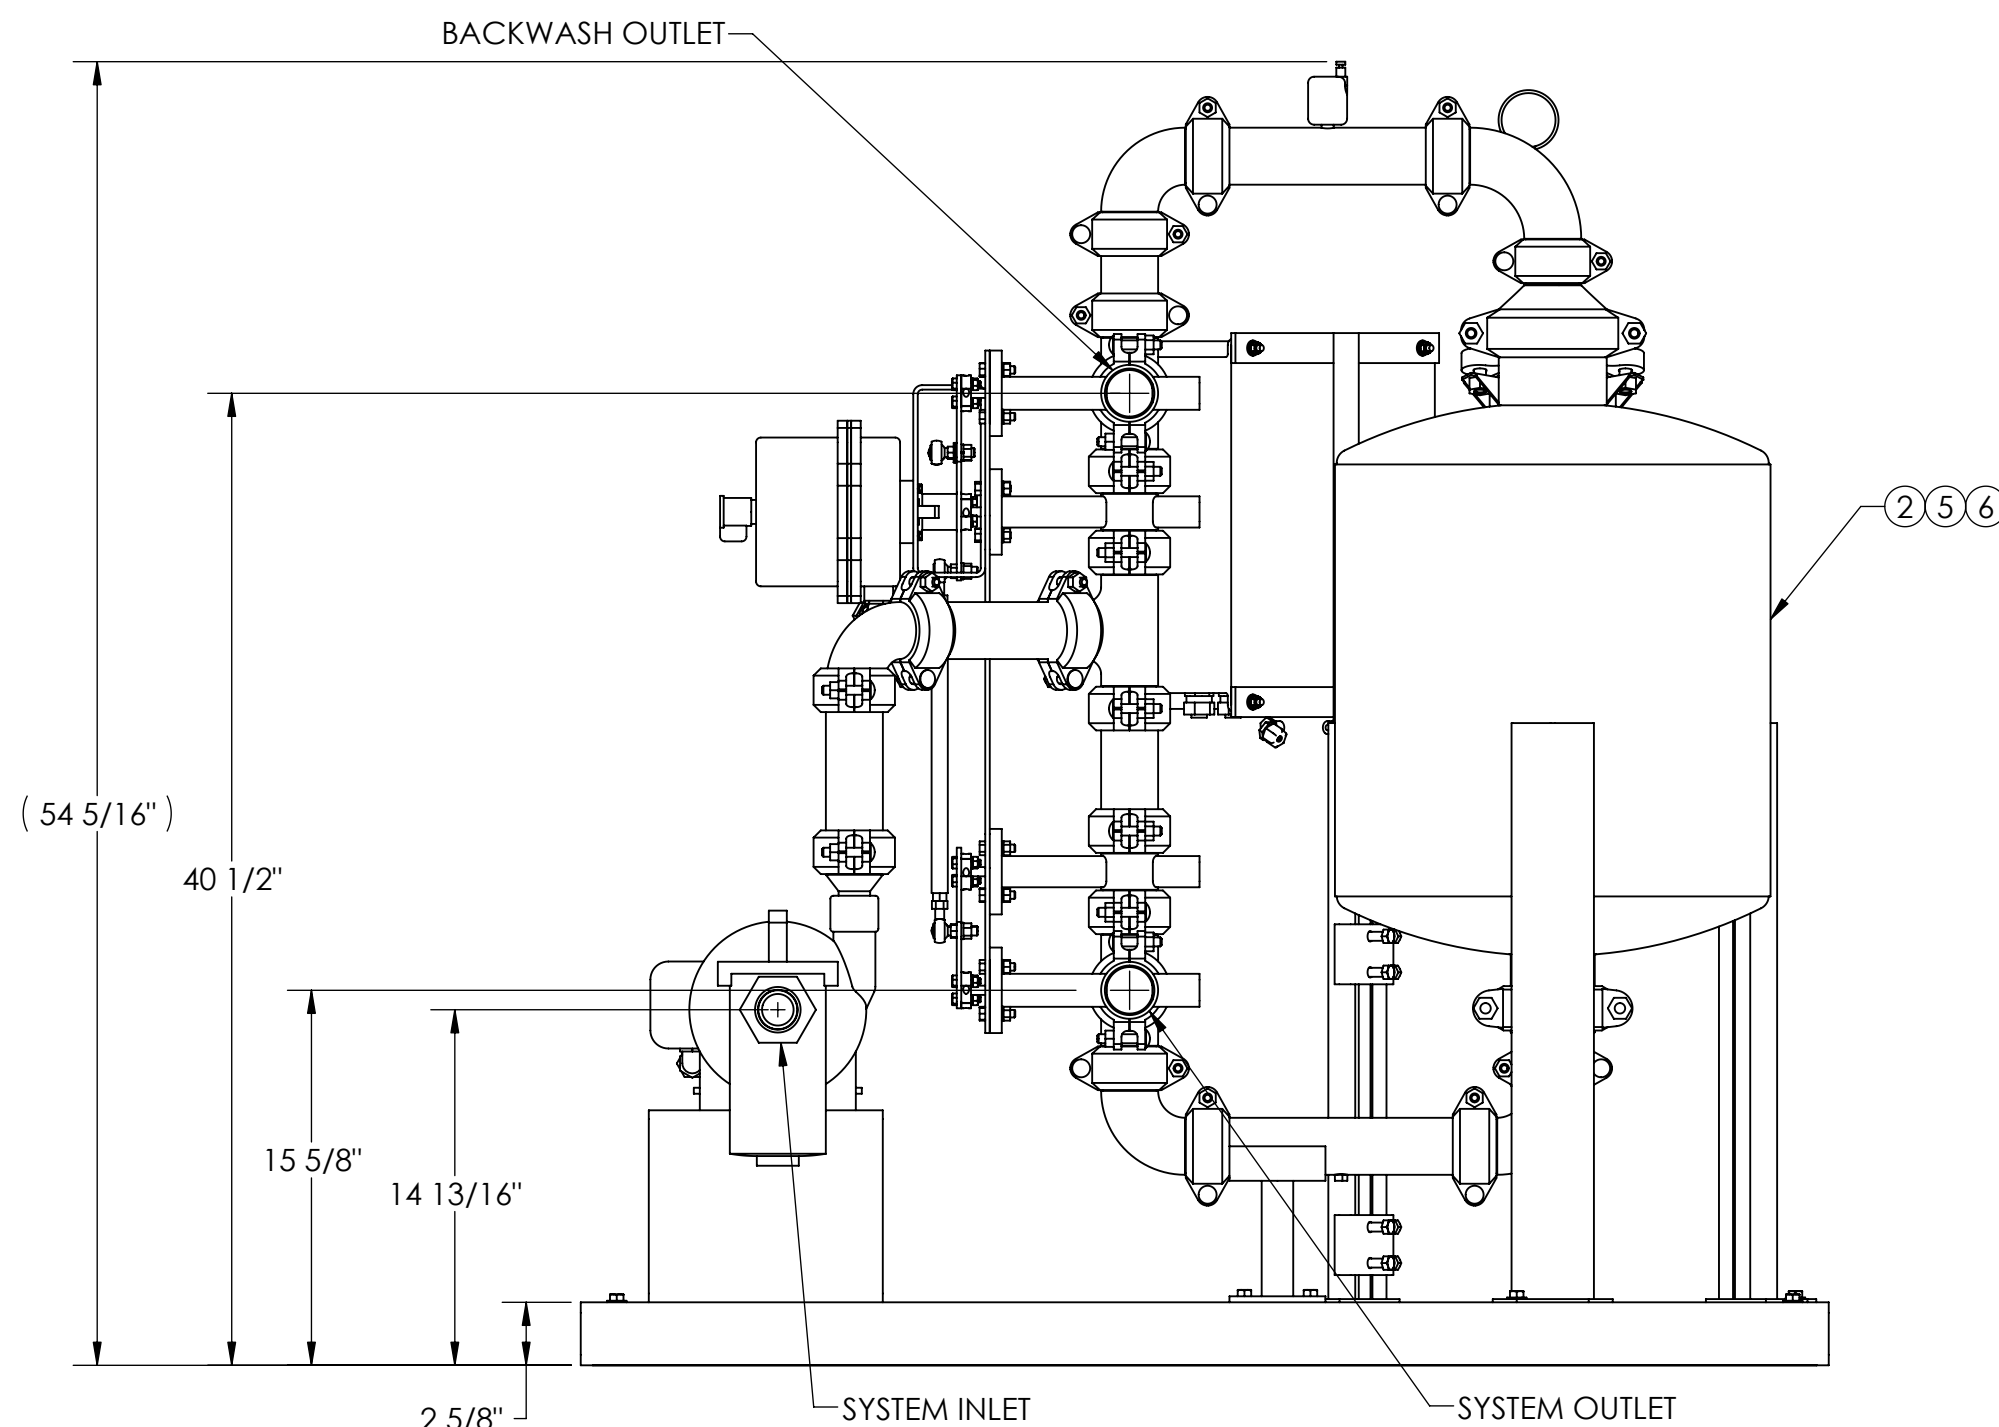 BACKWASH OUTLET
2 5 6
( 54 5/16" )
40 1/2"
15 5/8"
14 13/16"
2 5/8"
SYSTEM INLET
SYSTEM OUTLET